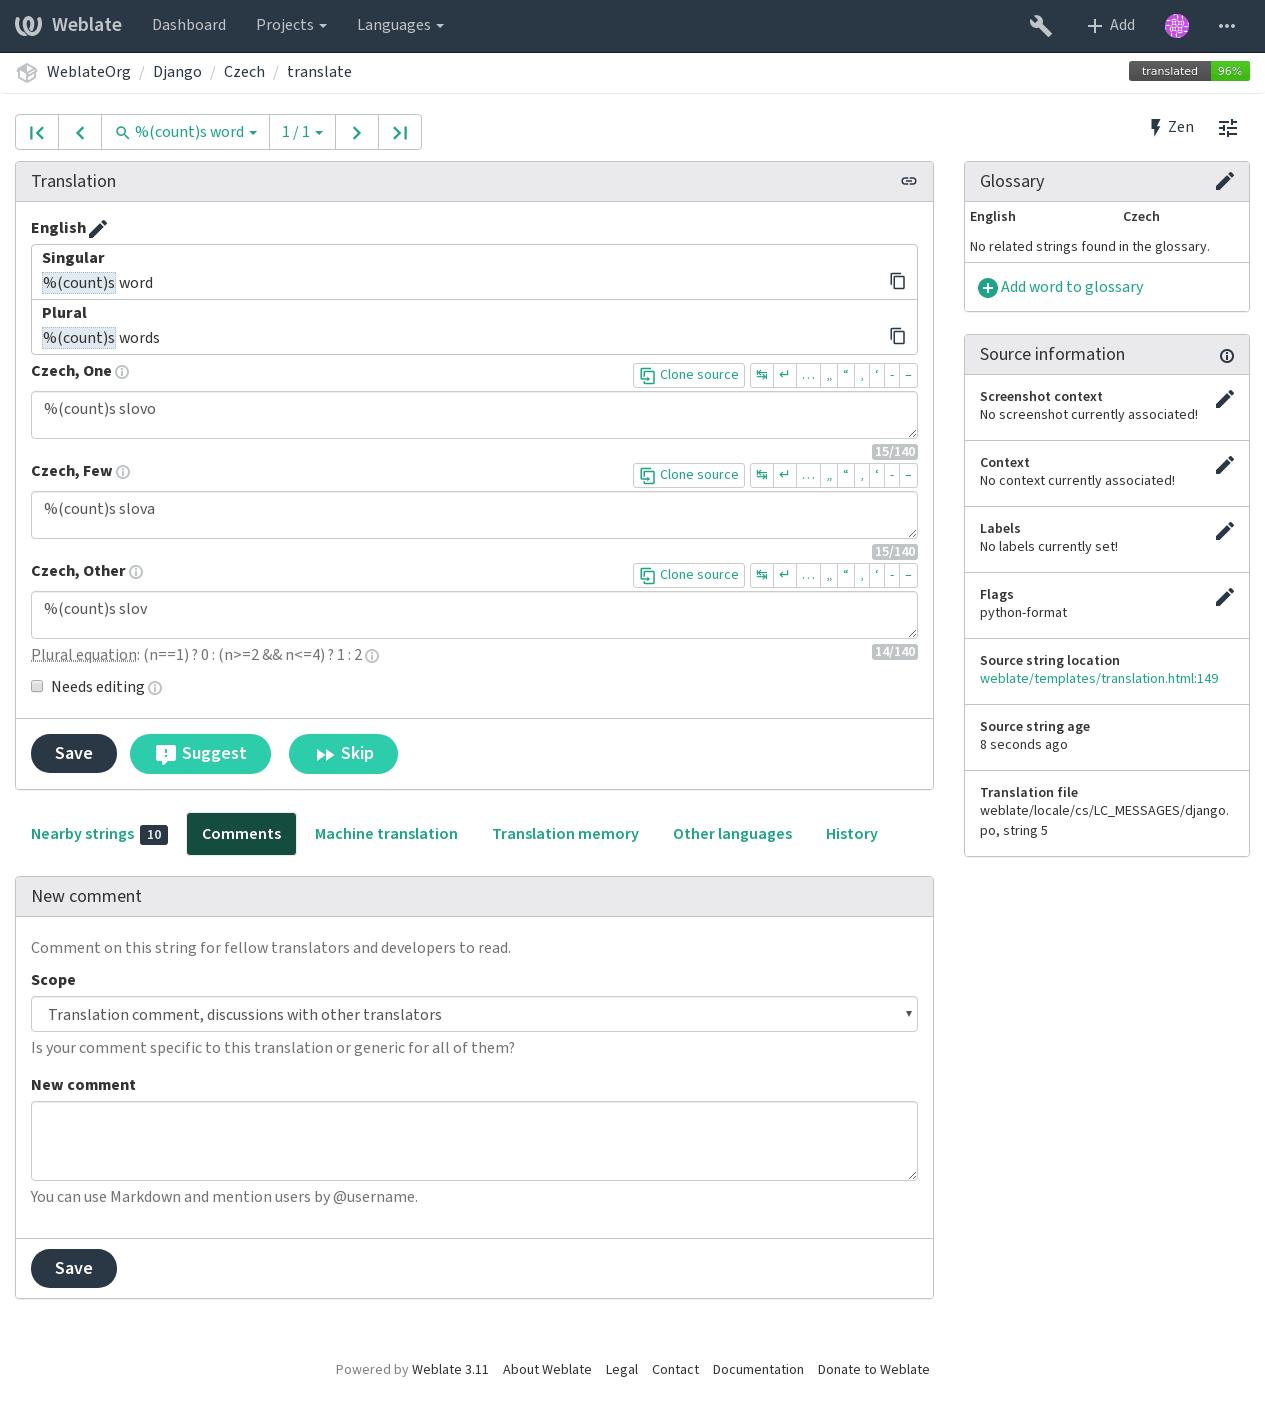 Weblate Dashboard Projects Languages Add
WeblateOrg / Django / Czech / translate translated 96%
%(count)s word 1 / 1 Zen
Translation
English
Singular
%(count)s word
Plural
%(count)s words
Czech, One Clone source ↹ ↵ … „ “ ‚ ‘ - –
%(count)s slovo
15/140
Czech, Few Clone source ↹ ↵ … „ “ ‚ ‘ - –
%(count)s slova
15/140
Czech, Other Clone source ↹ ↵ … „ “ ‚ ‘ - –
%(count)s slov
Plural equation: (n==1) ? 0 : (n>=2 && n<=4) ? 1 : 2 14/140
Needs editing
Save Suggest Skip
Nearby strings 10 Comments Machine translation Translation memory Other languages History
New comment
Comment on this string for fellow translators and developers to read.
Scope
Translation comment, discussions with other translators
Is your comment specific to this translation or generic for all of them?
New comment
You can use Markdown and mention users by @username.
Save
Glossary
English Czech
No related strings found in the glossary.
Add word to glossary
Source information
Screenshot context
No screenshot currently associated!
Context
No context currently associated!
Labels
No labels currently set!
Flags
python-format
Source string location
weblate/templates/translation.html:149
Source string age
8 seconds ago
Translation file
weblate/locale/cs/LC_MESSAGES/django.
po, string 5
Powered by Weblate 3.11 About Weblate Legal Contact Documentation Donate to Weblate